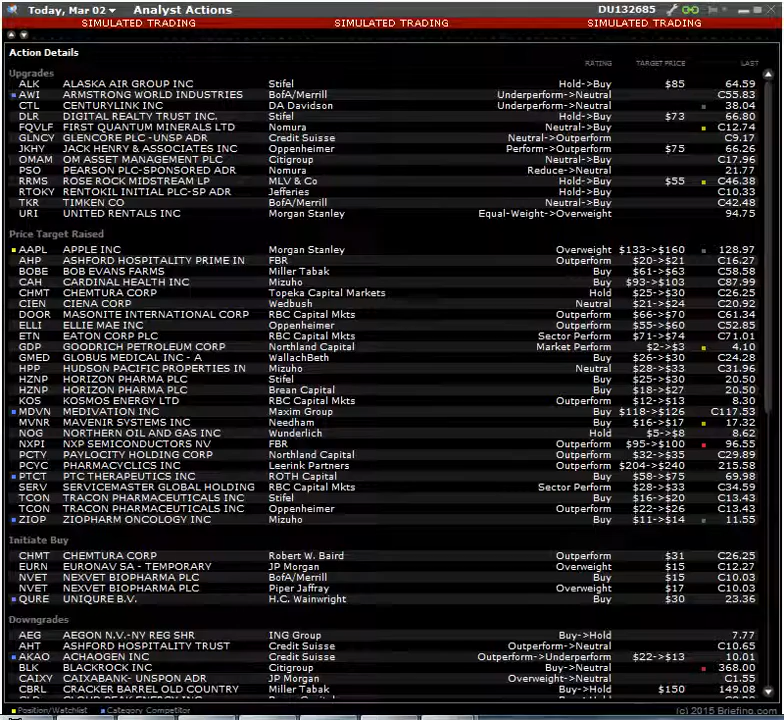 Today, Mar 02 Analyst Actions DU132685
SIMULATED TRADING SIMULATED TRADING SIMULATED TRADING
Action Details
RATING TARGET PRICE LAST
Upgrades
ALK ALASKA AIR GROUP INC Stifel Hold->Buy $85 64.59
AWI ARMSTRONG WORLD INDUSTRIES BofA/Merrill Underperform->Neutral C55.83
CTL CENTURYLINK INC DA Davidson Underperform->Neutral 38.04
DLR DIGITAL REALTY TRUST INC. Stifel Hold->Buy $73 66.80
FQVLF FIRST QUANTUM MINERALS LTD Nomura Neutral->Buy C12.74
GLNCY GLENCORE PLC -UNSP ADR Credit Suisse Neutral->Outperform C9.17
JKHY JACK HENRY & ASSOCIATES INC Oppenheimer Perform->Outperform $75 66.26
OMAM OM ASSET MANAGEMENT PLC Citigroup Neutral->Buy C17.96
PSO PEARSON PLC-SPONSORED ADR Nomura Reduce->Neutral 21.77
RRMS ROSE ROCK MIDSTREAM LP MLV & Co Hold->Buy $55 C46.38
RTOKY RENTOKIL INITIAL PLC-SP ADR Jefferies Hold->Buy C10.33
TKR TIMKEN CO BofA/Merrill Neutral->Buy C42.48
URI UNITED RENTALS INC Morgan Stanley Equal-Weight->Overweight 94.75
Price Target Raised
AAPL APPLE INC Morgan Stanley Overweight $133->$160 128.97
AHP ASHFORD HOSPITALITY PRIME IN FBR Outperform $20->$21 C16.27
BOBE BOB EVANS FARMS Miller Tabak Buy $61->$63 C58.58
CAH CARDINAL HEALTH INC Mizuho Buy $93->$103 C87.99
CHMT CHEMTURA CORP Topeka Capital Markets Hold $25->$30 C26.25
CIEN CIENA CORP Wedbush Neutral $21->$24 C20.92
DOOR MASONITE INTERNATIONAL CORP RBC Capital Mkts Outperform $66->$70 C61.34
ELLI ELLIE MAE INC Oppenheimer Outperform $55->$60 C52.85
ETN EATON CORP PLC RBC Capital Mkts Sector Perform $71->$74 C71.01
GDP GOODRICH PETROLEUM CORP Northland Capital Market Perform $2->$3 4.10
GMED GLOBUS MEDICAL INC - A WallachBeth Buy $26->$30 C24.28
HPP HUDSON PACIFIC PROPERTIES IN Mizuho Neutral $28->$33 C31.96
HZNP HORIZON PHARMA PLC Stifel Buy $25->$30 20.50
HZNP HORIZON PHARMA PLC Brean Capital Buy $18->$27 20.50
KOS KOSMOS ENERGY LTD RBC Capital Mkts Outperform $12->$13 8.30
MDVN MEDIVATION INC Maxim Group Buy $118->$126 C117.53
MVNR MAVENIR SYSTEMS INC Needham Buy $16->$17 17.32
NOG NORTHERN OIL AND GAS INC Wunderlich Hold $5->$8 8.62
NXPI NXP SEMICONDUCTORS NV FBR Outperform $95->$100 96.55
PCTY PAYLOCITY HOLDING CORP Northland Capital Outperform $32->$35 C29.89
PCYC PHARMACYCLICS INC Leerink Partners Outperform $204->$240 215.58
PTCT PTC THERAPEUTICS INC ROTH Capital Buy $58->$75 69.98
SERV SERVICEMASTER GLOBAL HOLDING RBC Capital Mkts Sector Perform $28->$33 C34.59
TCON TRACON PHARMACEUTICALS INC Stifel Buy $16->$20 C13.43
TCON TRACON PHARMACEUTICALS INC Oppenheimer Outperform $22->$26 C13.43
ZIOP ZIOPHARM ONCOLOGY INC Mizuho Buy $11->$14 11.55
Initiate Buy
CHMT CHEMTURA CORP Robert W. Baird Outperform $31 C26.25
EURN EURONAV SA - TEMPORARY JP Morgan Overweight $15 C12.27
NVET NEXVET BIOPHARMA PLC BofA/Merrill Buy $15 C10.03
NVET NEXVET BIOPHARMA PLC Piper Jaffray Overweight $17 C10.03
QURE UNIQURE B.V. H.C. Wainwright Buy $30 23.36
Downgrades
AEG AEGON N.V.-NY REG SHR ING Group Buy->Hold 7.77
AHT ASHFORD HOSPITALITY TRUST Credit Suisse Outperform->Neutral C10.65
AKAO ACHAOGEN INC Credit Suisse Outperform->Underperform $22->$13 10.01
BLK BLACKROCK INC Citigroup Buy->Neutral 368.00
CAIXY CAIXABANK- UNSPON ADR JP Morgan Overweight->Neutral C1.55
CBRL CRACKER BARREL OLD COUNTRY Miller Tabak Buy->Hold $150 149.08
Position/Watchlist Category Competitor (c) 2015 Briefing.com